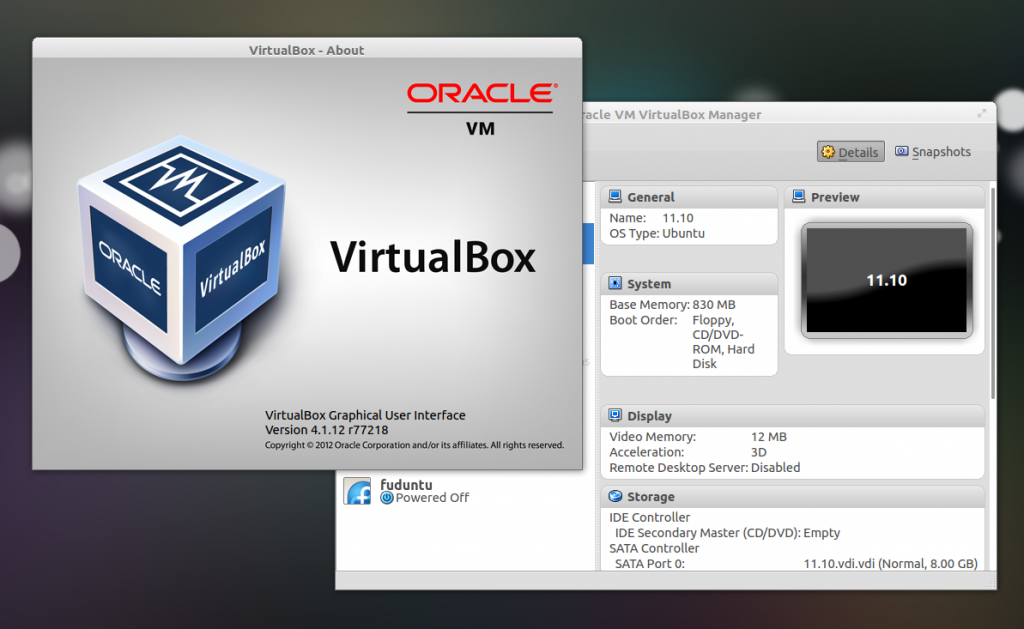 VirtualBox - About
ORACLE®
VM
ORACLE
VirtualBox
VirtualBox
VirtualBox Graphical User Interface
Version 4.1.12 r77218
Copyright © 2012 Oracle Corporation and/or its affiliates. All rights reserved.
racle VM VirtualBox Manager
Details
Snapshots
General
Name: 11.10
OS Type: Ubuntu
Preview
11.10
System
Base Memory: 830 MB
Boot Order: Floppy,
CD/DVD-
ROM, Hard
Disk
Display
Video Memory: 12 MB
Acceleration: 3D
Remote Desktop Server: Disabled
Storage
IDE Controller
IDE Secondary Master (CD/DVD): Empty
SATA Controller
SATA Port 0: 11.10.vdi.vdi (Normal, 8.00 GB)
fuduntu
Powered Off